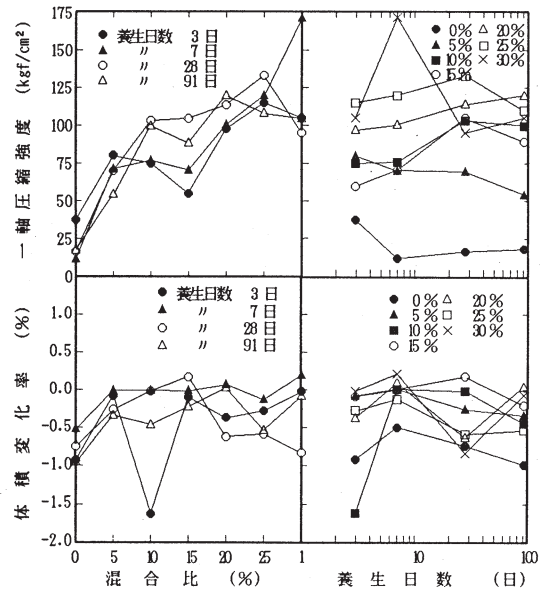 一軸圧縮強度 (kgf/cm²)
175
150
125
100
75
50
25
0
養生日数 3日
〃 7日
〃 28日
〃 91日
0% 20%
5% 25%
10% 30%
15%
体積変化率 (%)
1.0
0.5
0.0
-0.5
-1.0
-1.5
-2.0
養生日数 3日
〃 7日
〃 28日
〃 91日
0% 20%
5% 25%
10% 30%
15%
0 5 10 15 20 25 1
混合比 (%)
10 100
養生日数 (日)